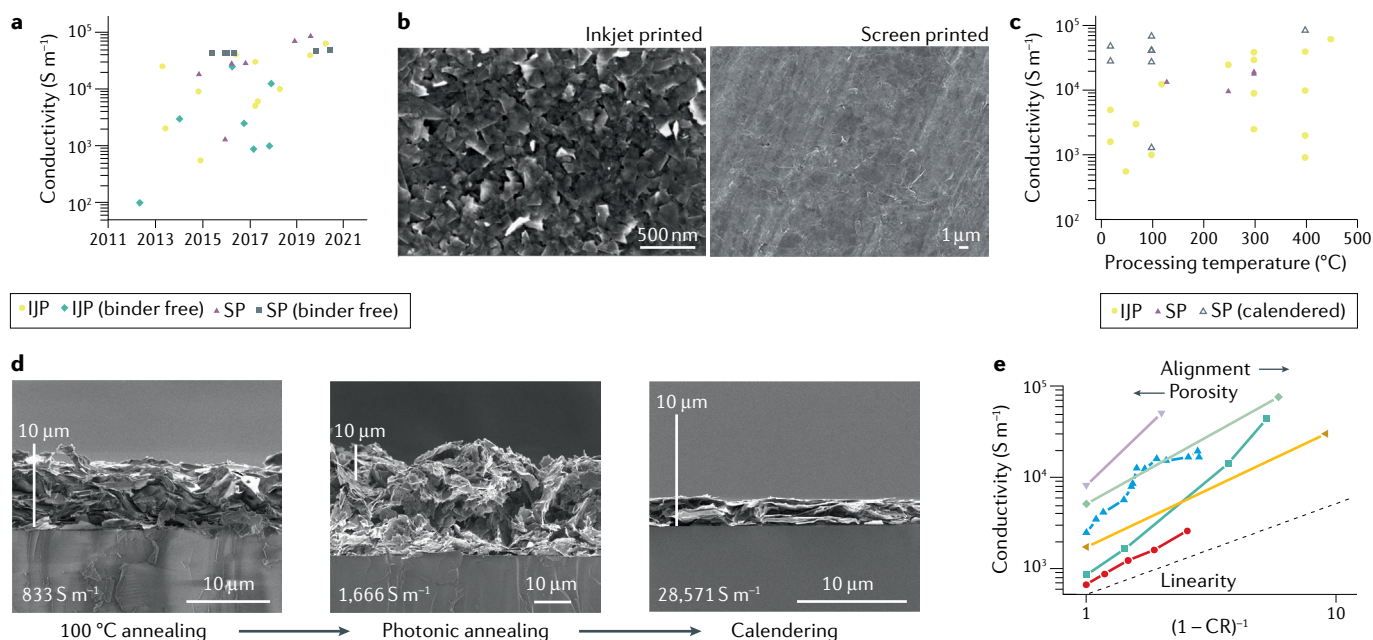 a
Conductivity (S m⁻¹)
10⁵
10⁴
10³
10²
2011 2013 2015 2017 2019 2021
IJP IJP (binder free) SP SP (binder free)
b
Inkjet printed
500 nm
Screen printed
1 μm
c
Conductivity (S m⁻¹)
10⁵
10⁴
10³
10²
0 100 200 300 400 500
Processing temperature (°C)
IJP SP SP (calendered)
d
10 μm
833 S m⁻¹
10 μm
100 °C annealing
10 μm
1,666 S m⁻¹
10 μm
Photonic annealing
10 μm
28,571 S m⁻¹
10 μm
Calendering
e
Alignment
Porosity
Conductivity (S m⁻¹)
10⁵
10⁴
10³
Linearity
1 10
(1 – CR)⁻¹